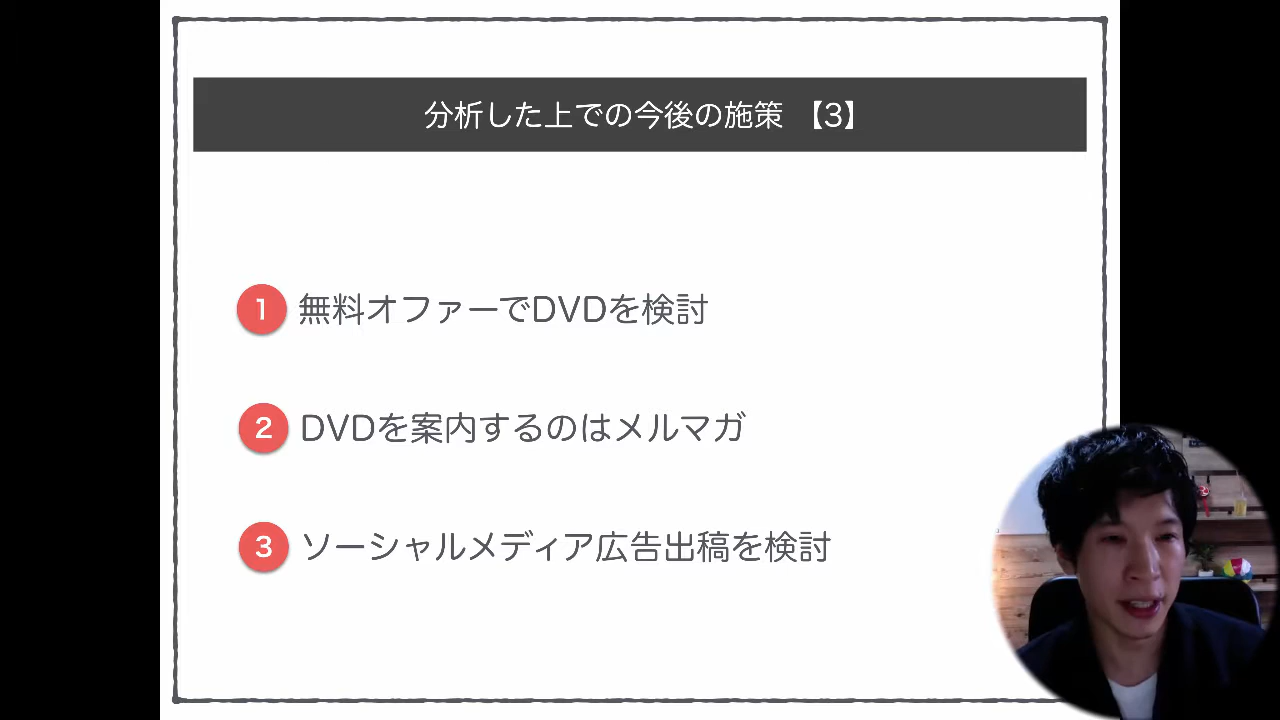 分析した上での今後の施策 【3】
1 無料オファーでDVDを検討
2 DVDを案内するのはメルマガ
3 ソーシャルメディア広告出稿を検討